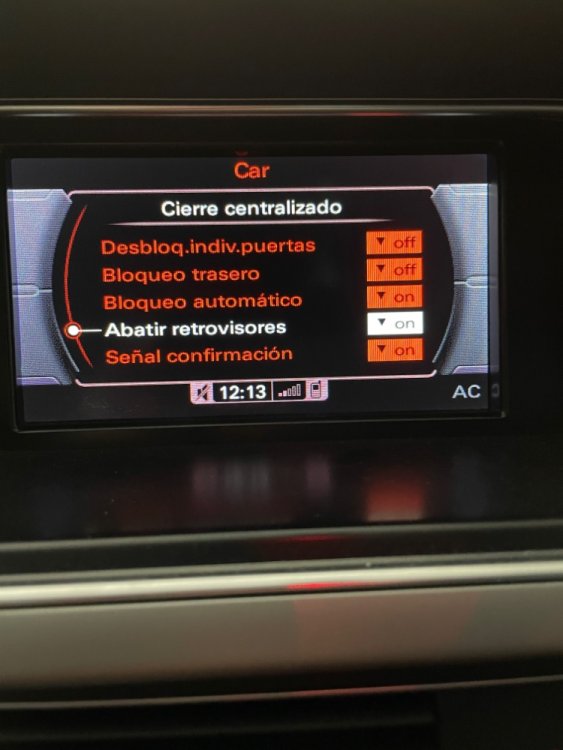 Car
Cierre centralizado
Desbloq.indiv.puertas off
Bloqueo trasero off
Bloqueo automático on
Abatir retrovisores on
Señal confirmación on
12:13
AC